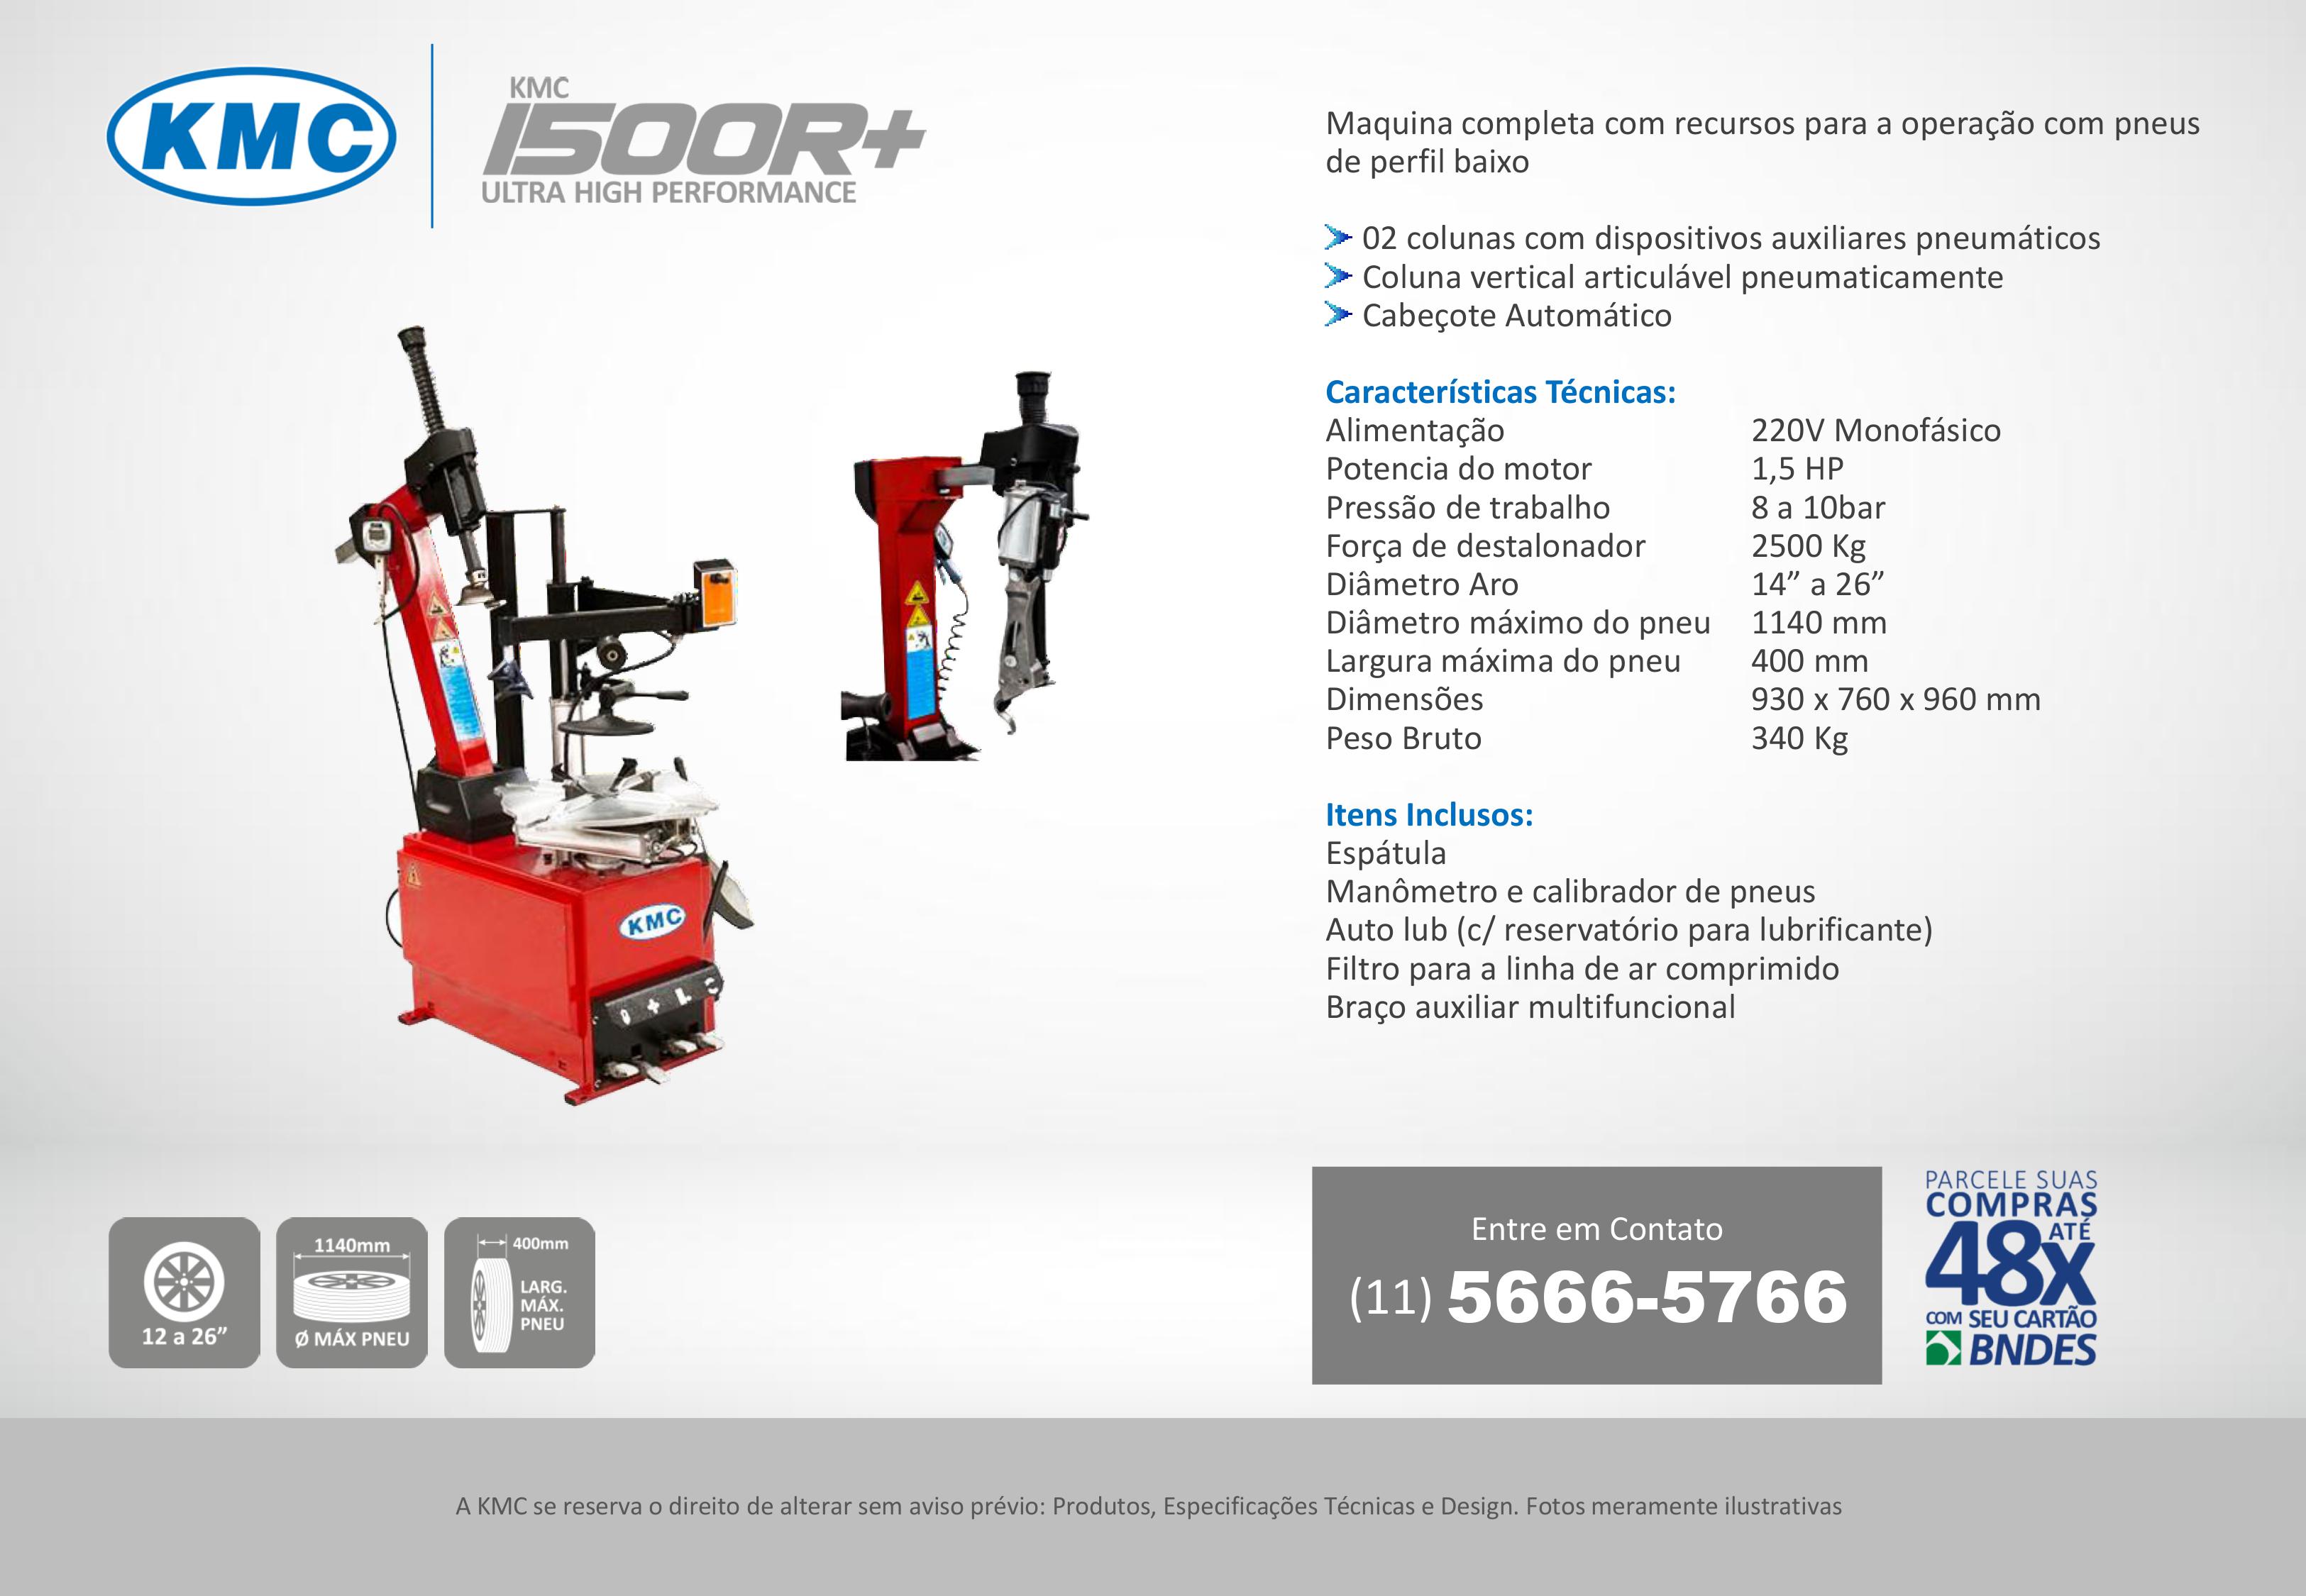 KMC
KMC
1500R+
ULTRA HIGH PERFORMANCE
Maquina completa com recursos para a operação com pneus
de perfil baixo
02 colunas com dispositivos auxiliares pneumáticos
Coluna vertical articulável pneumaticamente
Cabeçote Automático
Características Técnicas:
Alimentação 220V Monofásico
Potencia do motor 1,5 HP
Pressão de trabalho 8 a 10bar
Força de destalonador 2500 Kg
Diâmetro Aro 14” a 26”
Diâmetro máximo do pneu 1140 mm
Largura máxima do pneu 400 mm
Dimensões 930 x 760 x 960 mm
Peso Bruto 340 Kg
Itens Inclusos:
Espátula
Manômetro e calibrador de pneus
Auto lub (c/ reservatório para lubrificante)
Filtro para a linha de ar comprimido
Braço auxiliar multifuncional
KMC
12 a 26”
1140mm
Ø MÁX PNEU
400mm
LARG.
MÁX.
PNEU
Entre em Contato
(11) 5666-5766
PARCELE SUAS
COMPRAS
ATÉ
48X
COM SEU CARTÃO
BNDES
A KMC se reserva o direito de alterar sem aviso prévio: Produtos, Especificações Técnicas e Design. Fotos meramente ilustrativas